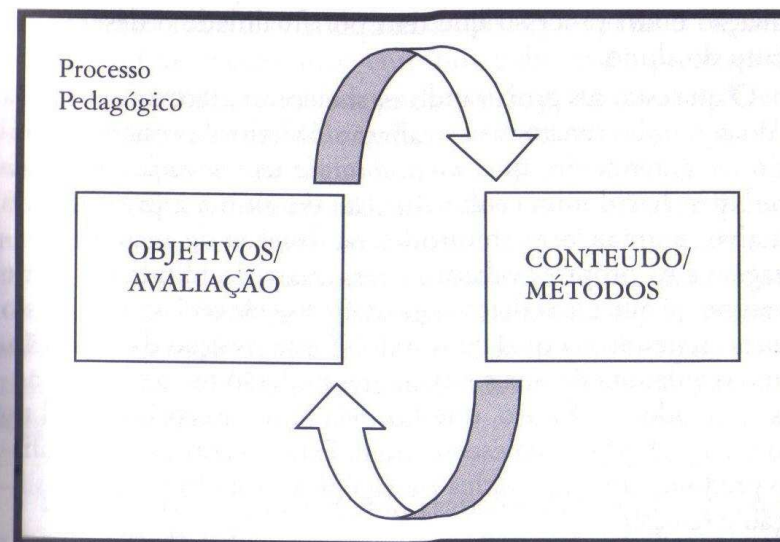 Processo
Pedagógico
OBJETIVOS/
AVALIAÇÃO
CONTEÚDO/
MÉTODOS